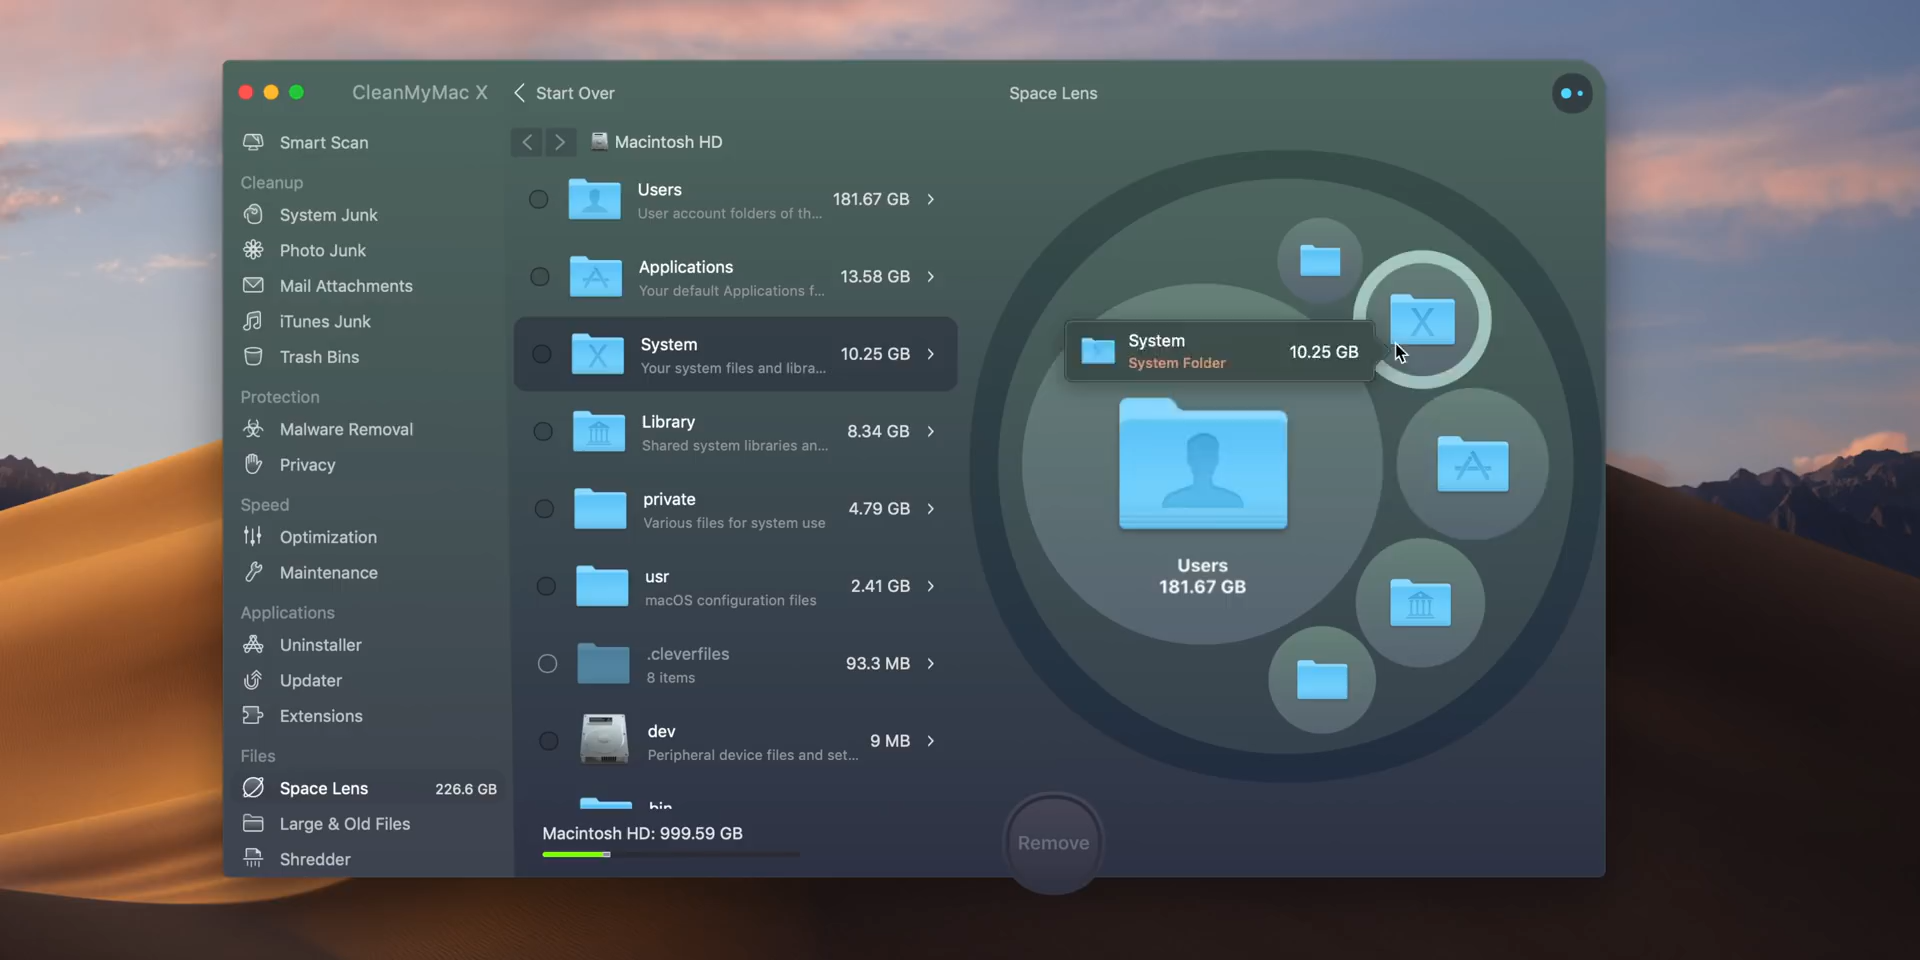 CleanMyMac X
Start Over
Space Lens
Smart Scan
Cleanup
System Junk
Photo Junk
Mail Attachments
iTunes Junk
Trash Bins
Protection
Malware Removal
Privacy
Speed
Optimization
Maintenance
Applications
Uninstaller
Updater
Extensions
Files
Space Lens 226.6 GB
Large & Old Files
Shredder
Macintosh HD
Users
User account folders of th...
181.67 GB
Applications
Your default Applications f...
13.58 GB
System
Your system files and libra...
10.25 GB
Library
Shared system libraries an...
8.34 GB
private
Various files for system use
4.79 GB
usr
macOS configuration files
2.41 GB
.cleverfiles
8 items
93.3 MB
dev
Peripheral device files and set...
9 MB
bin
Macintosh HD: 999.59 GB
System
System Folder
10.25 GB
Users
181.67 GB
Remove